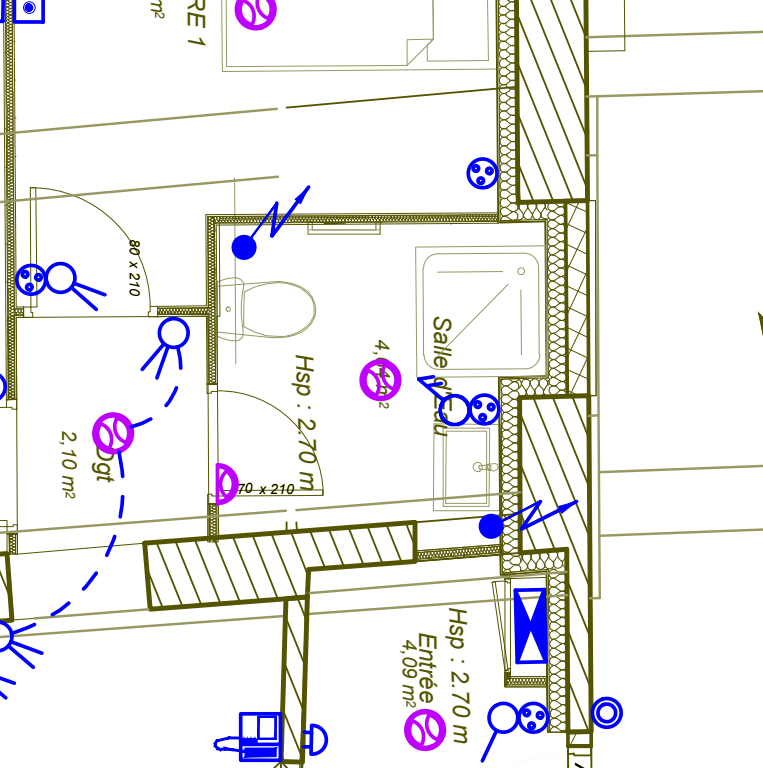 RE 1
m²
80 x 210
Salle d'Eau
Hsp : 2.70 m
70 x 210
Dgt
2,10 m²
Hsp : 2.70 m
Entrée
4,09 m²